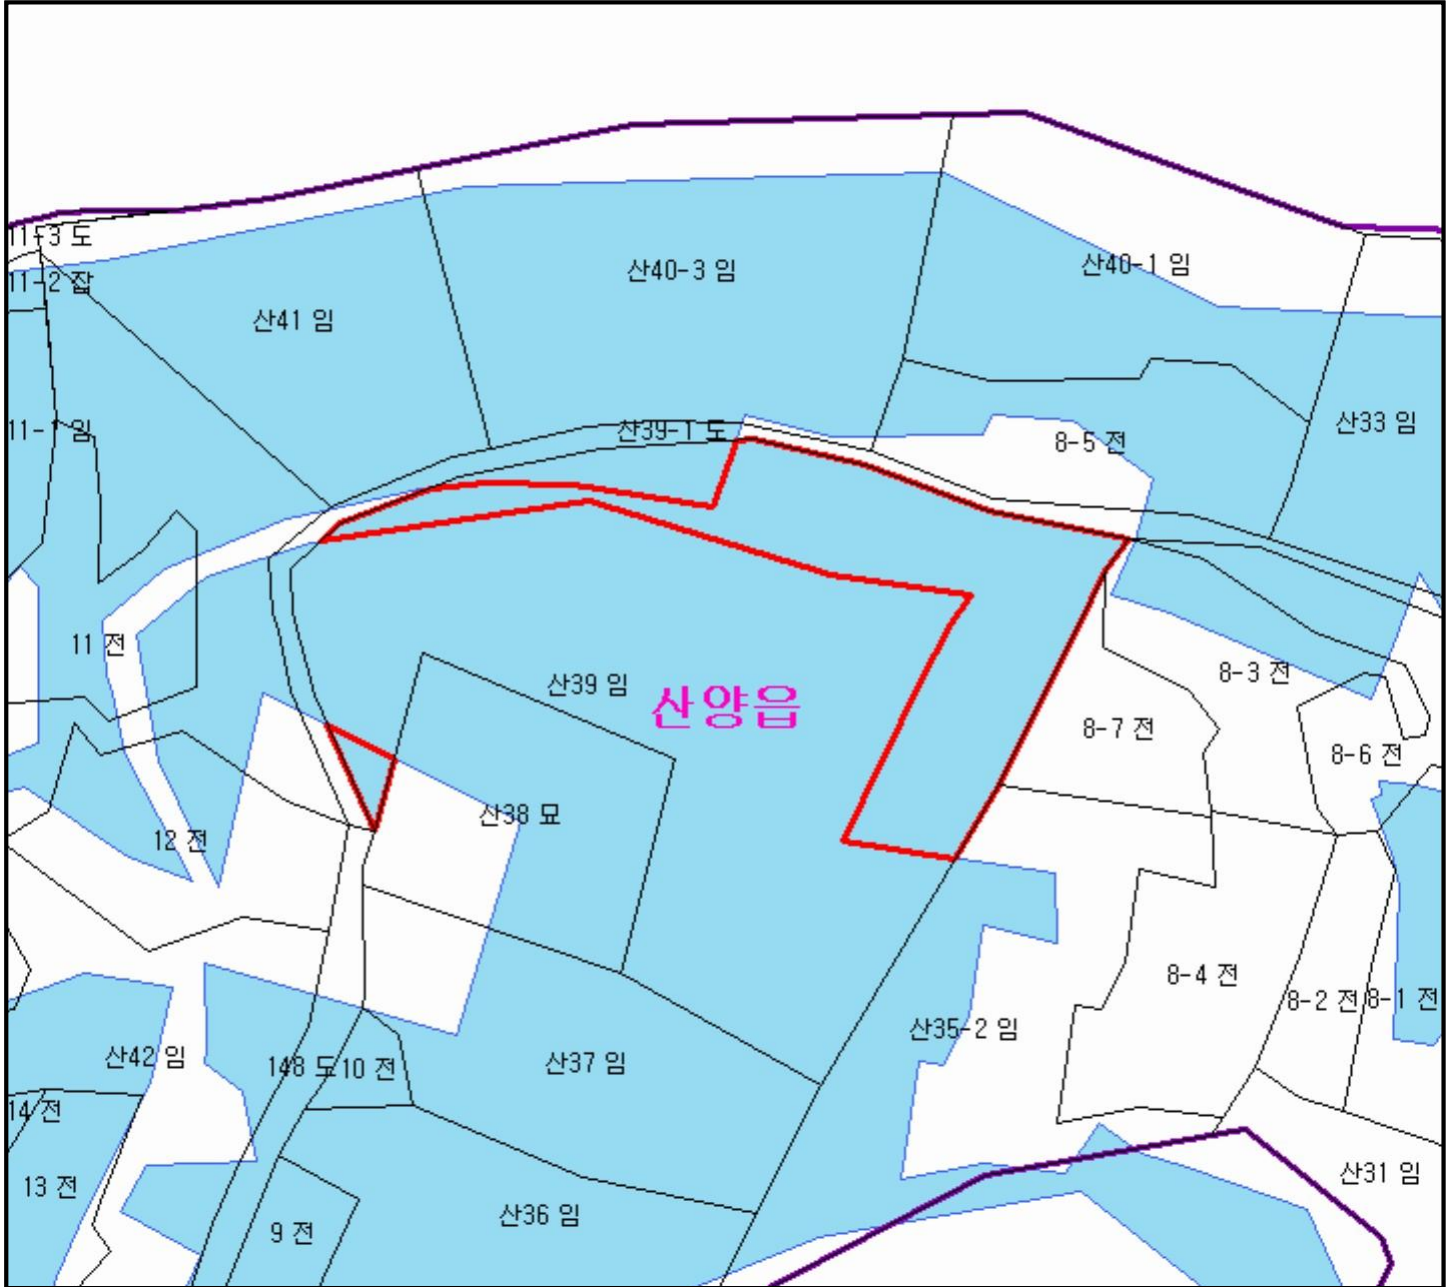 11-3 도
산40-1 임
산40-3 임
11-2 잡
산41 임
산33 임
11-1 임
산39-1 도
8-5 전
11 전
8-3 전
산39 임
산양읍
8-7 전
8-6 전
산38 묘
12 전
8-4 전
8-2 전
8-1 전
산35-2 임
산42 임
148 도
10 전
산37 임
14 전
산31 임
13 전
산36 임
9 전